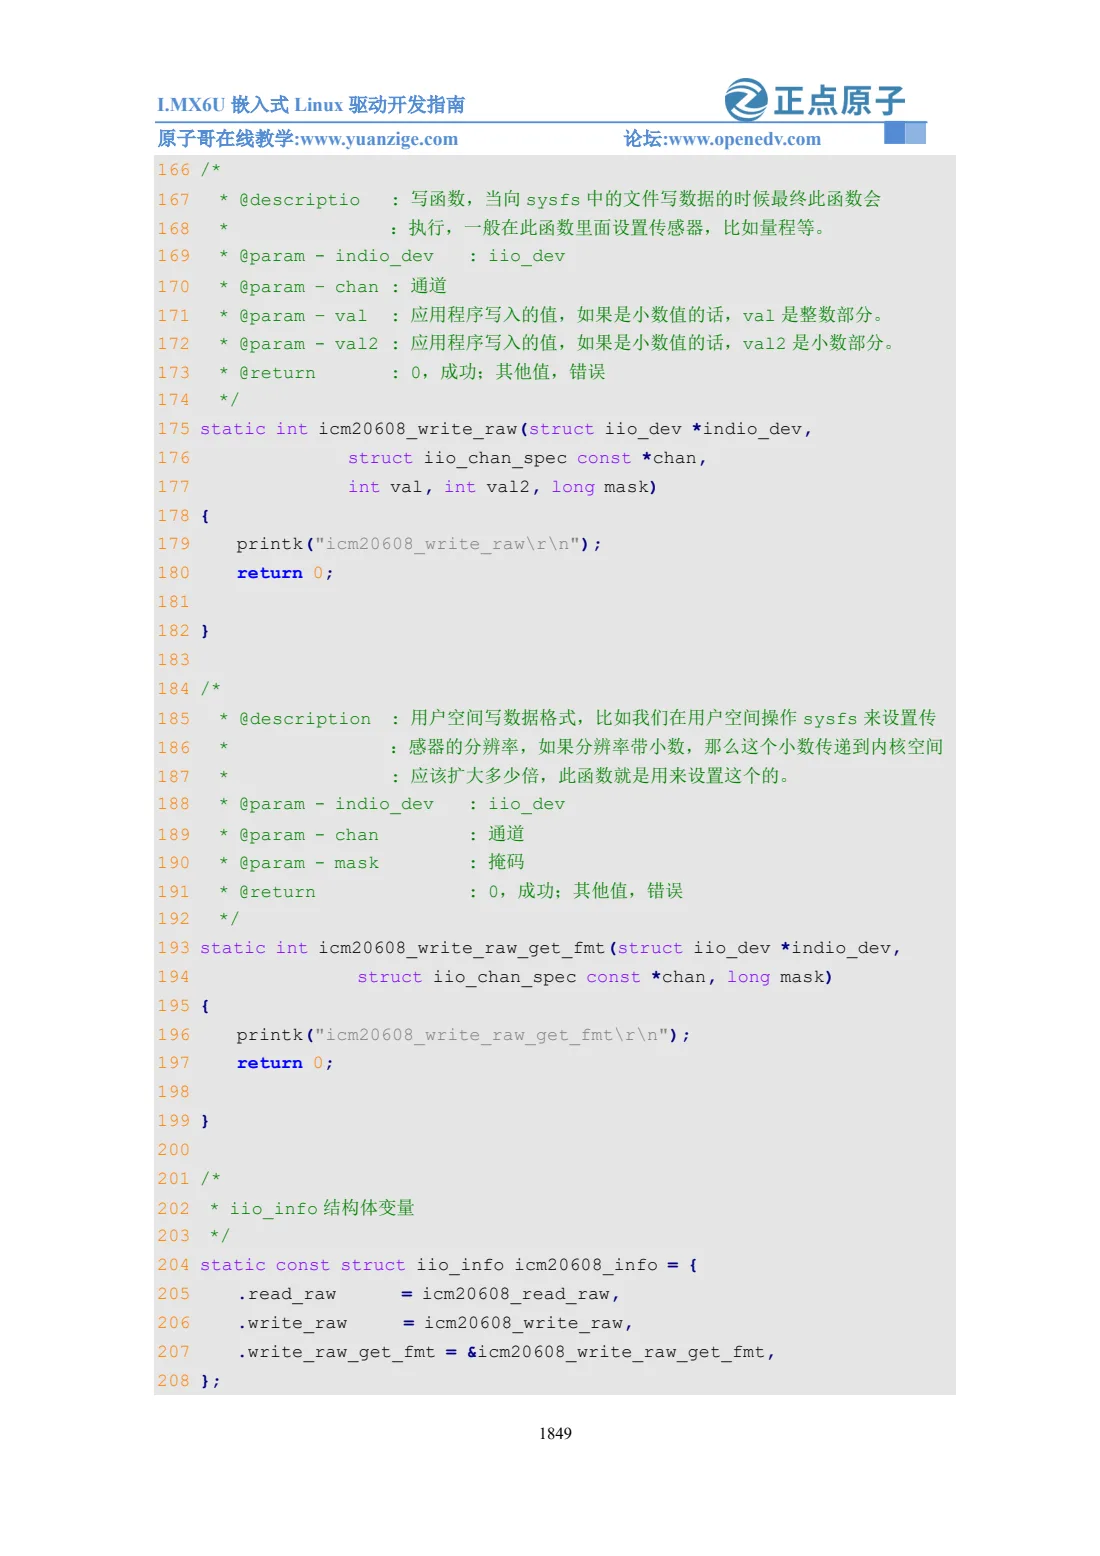 I.MX6U 嵌入式 Linux 驱动开发指南
正点原子
原子哥在线教学:www.yuanzige.com 论坛:www.openedv.com
166 /*
167  * @descriptio   : 写函数，当向 sysfs 中的文件写数据的时候最终此函数会
168  *               : 执行，一般在此函数里面设置传感器，比如量程等。
169  * @param - indio_dev   : iio_dev
170  * @param – chan : 通道
171  * @param – val  : 应用程序写入的值，如果是小数值的话，val 是整数部分。
172  * @param - val2 : 应用程序写入的值，如果是小数值的话，val2 是小数部分。
173  * @return       : 0，成功；其他值，错误
174  */
175 static int icm20608_write_raw(struct iio_dev *indio_dev,
176                struct iio_chan_spec const *chan,
177                int val, int val2, long mask)
178 {
179    printk("icm20608_write_raw\r\n");
180    return 0;
181
182 }
183
184 /*
185  * @description  : 用户空间写数据格式，比如我们在用户空间操作 sysfs 来设置传
186  *               : 感器的分辨率，如果分辨率带小数，那么这个小数传递到内核空间
187  *               : 应该扩大多少倍，此函数就是用来设置这个的。
188  * @param - indio_dev   : iio_dev
189  * @param - chan        : 通道
190  * @param - mask        : 掩码
191  * @return              : 0，成功；其他值，错误
192  */
193 static int icm20608_write_raw_get_fmt(struct iio_dev *indio_dev,
194                struct iio_chan_spec const *chan, long mask)
195 {
196    printk("icm20608_write_raw_get_fmt\r\n");
197    return 0;
198
199 }
200
201 /*
202  * iio_info 结构体变量
203  */
204 static const struct iio_info icm20608_info = {
205    .read_raw      = icm20608_read_raw,
206    .write_raw     = icm20608_write_raw,
207    .write_raw_get_fmt = &icm20608_write_raw_get_fmt,
208 };
1849